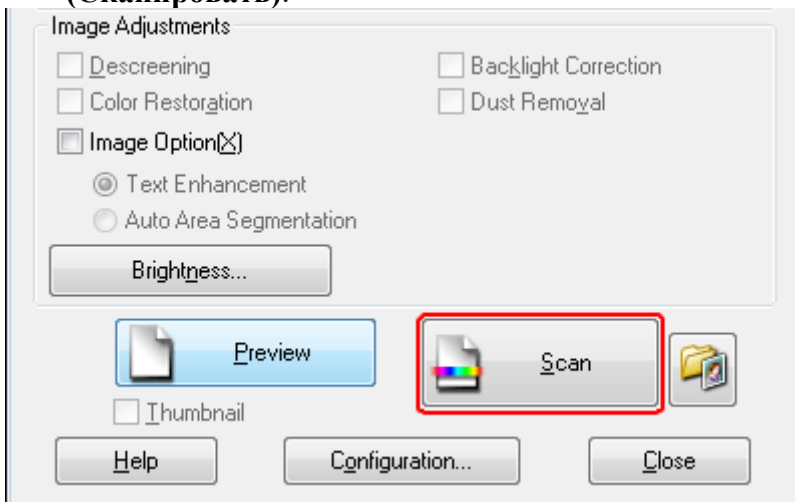 (Сканировать).
Image Adjustments
Descreening Backlight Correction
Color Restoration Dust Removal
Image Option(X)
Text Enhancement
Auto Area Segmentation
Brightness...
Preview Scan
Thumbnail
Help Configuration... Close